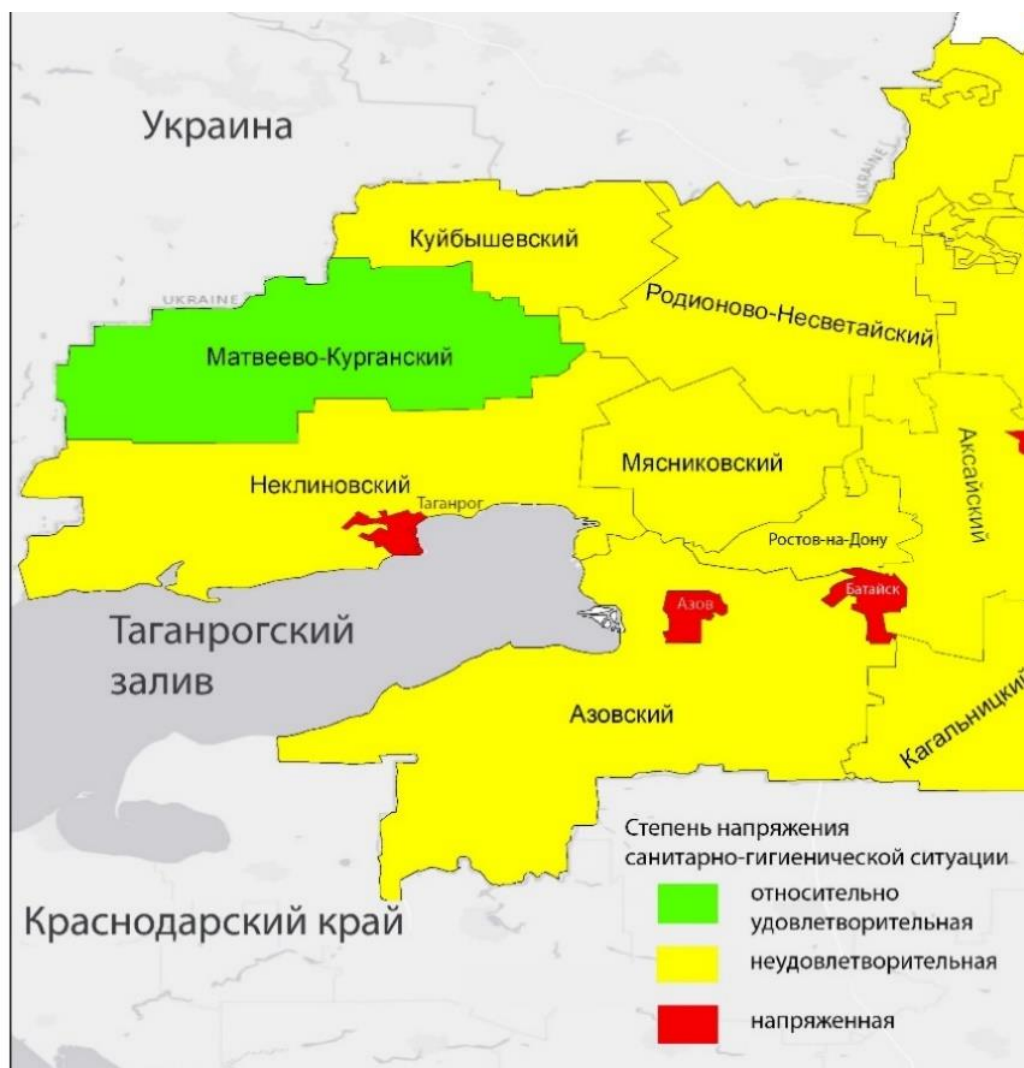 Украина
UKRAINE
Куйбышевский
UKRAINE
Родионово-Несветайский
Матвеево-Курганский
Аксайский
Мясниковский
Неклиновский
Таганрог
Ростов-на-Дону
Батайск
Азов
Таганрогский
залив
Азовский
Кагальницкий
Степень напряжения
санитарно-гигиенической ситуации
относительно
удовлетворительная
Краснодарский край
неудовлетворительная
напряженная